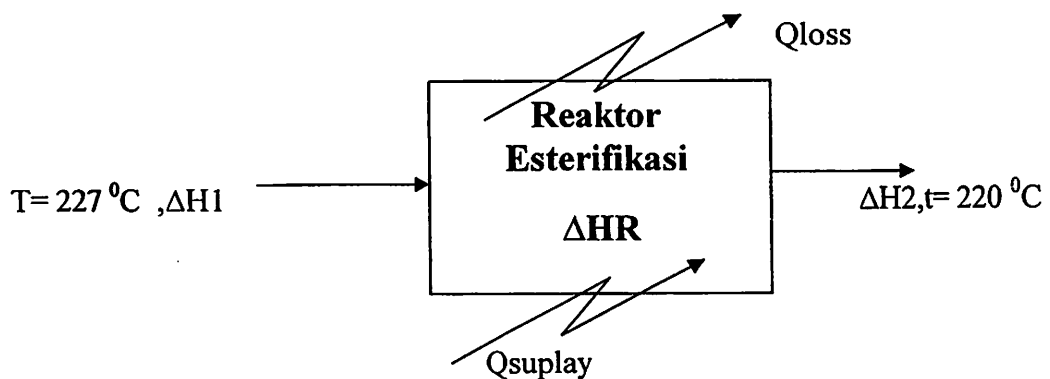 Qloss
Reaktor
Esterifikasi
T= 227 ⁰C ,ΔH1
ΔH2,t= 220 ⁰C
ΔHR
Qsuplay